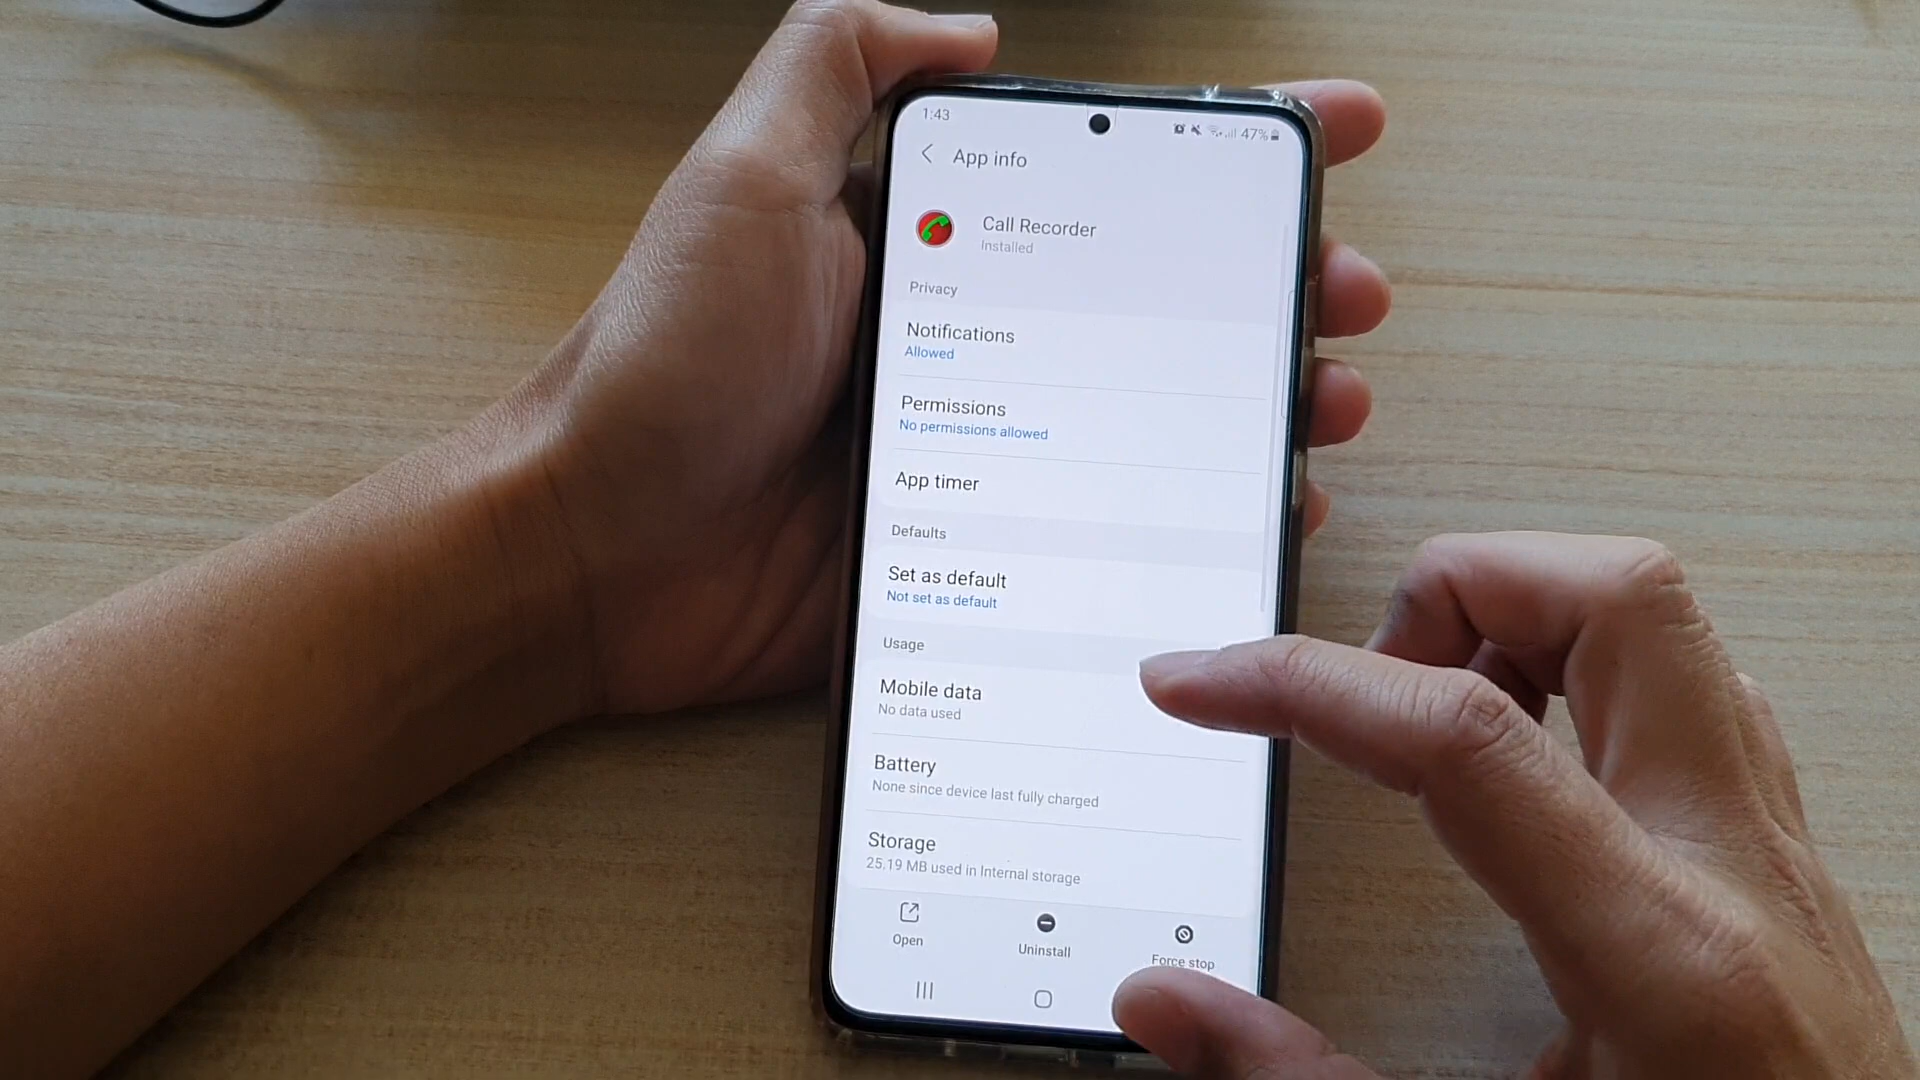 1:43
47%
App info
Call Recorder
Installed
Privacy
Notifications
Allowed
Permissions
No permissions allowed
App timer
Defaults
Set as default
Not set as default
Usage
Mobile data
No data used
Battery
None since device last fully charged
Storage
25.19 MB used in Internal storage
Open
Uninstall
Force stop